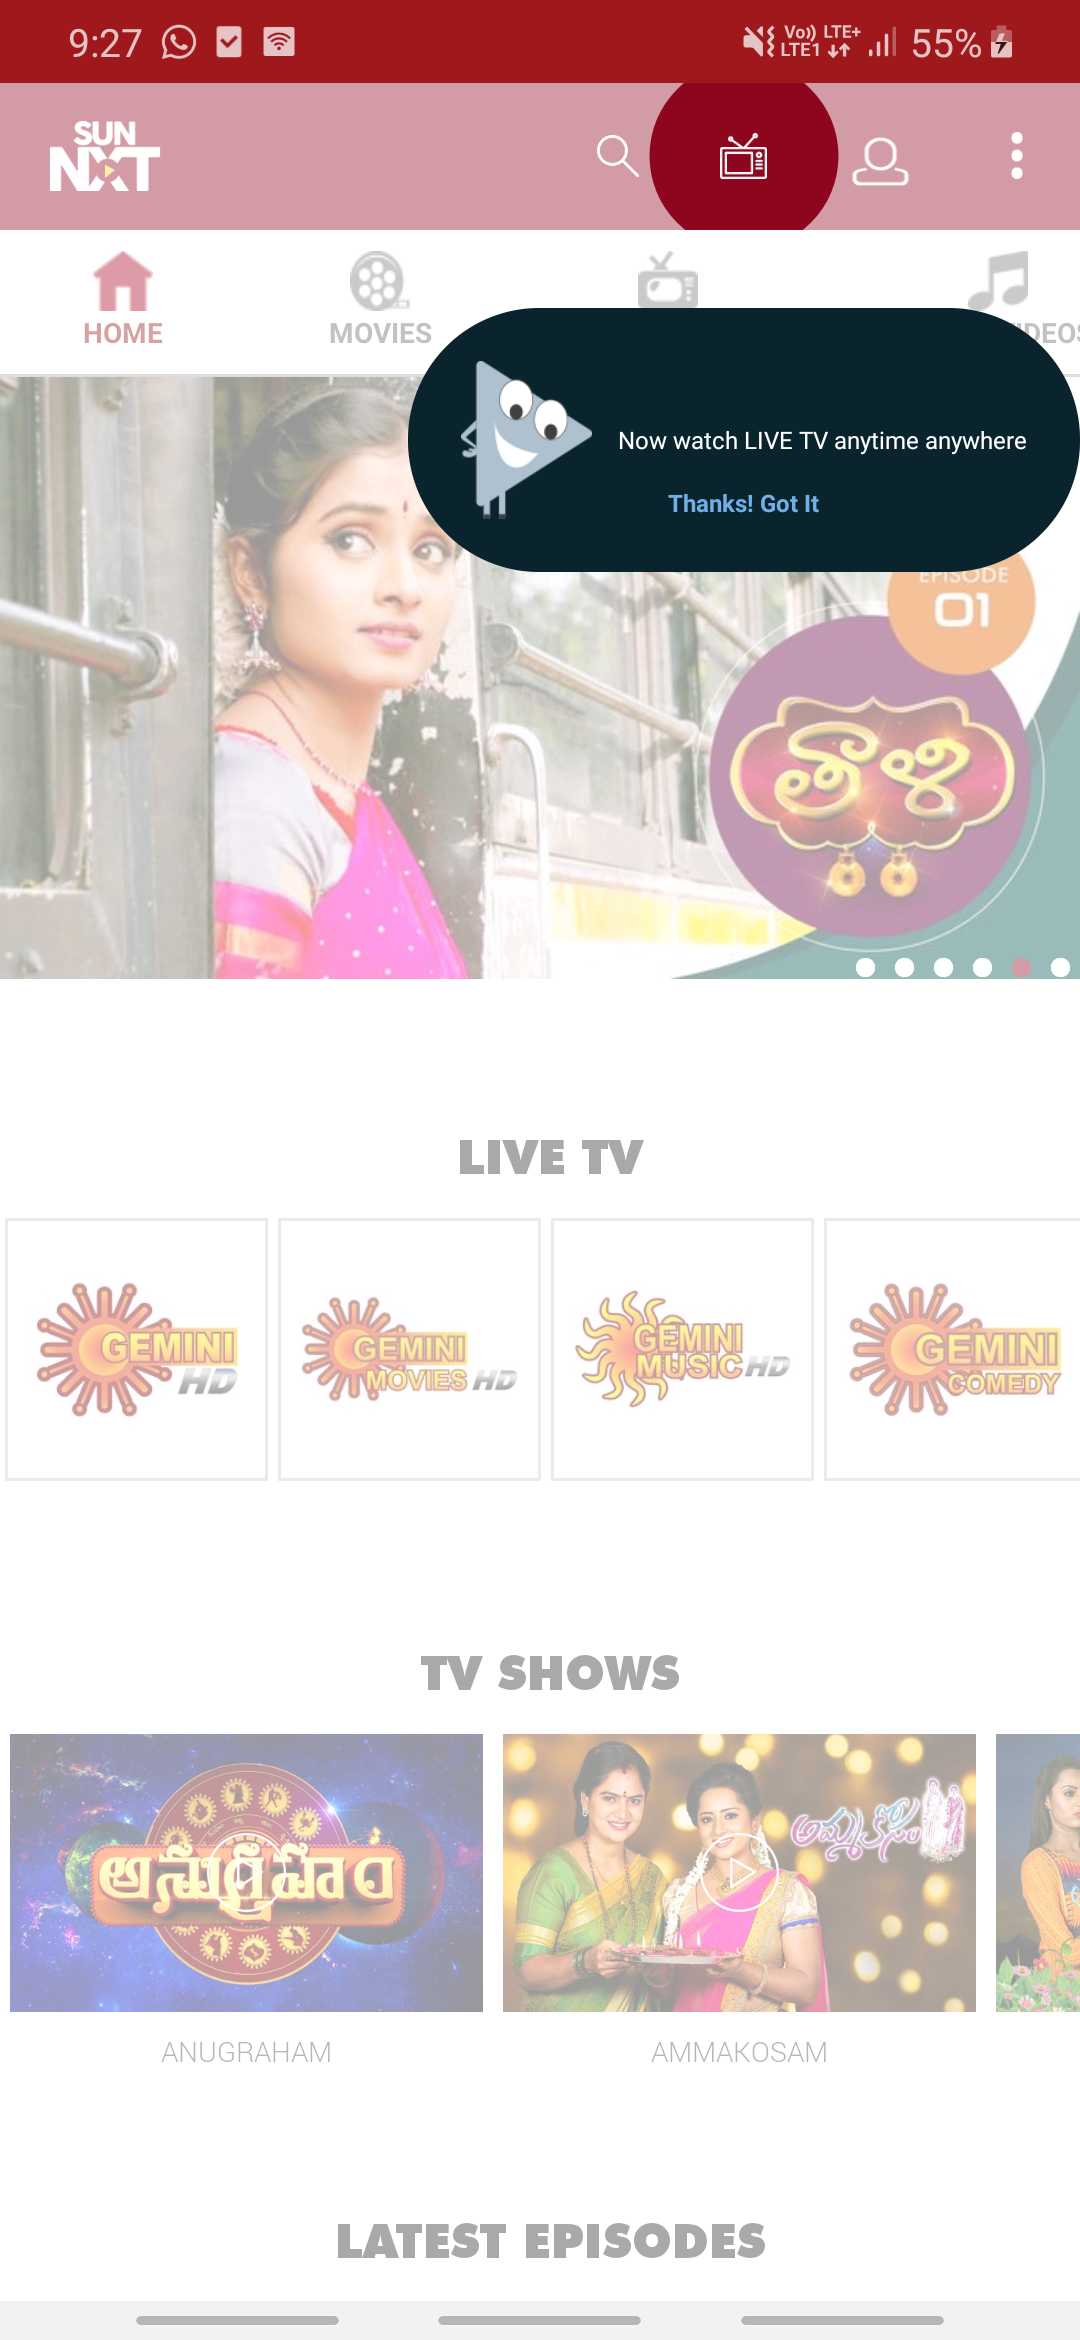 9:27
Vo)) LTE+
LTE1
55%
SUN
NXT
HOME
MOVIES
Now watch LIVE TV anytime anywhere
Thanks! Got It
EPISODE
01
తాళి
LIVE TV
GEMINI
HD
GEMINI
MOVIES HD
GEMINI
MUSIC HD
GEMINI
COMEDY
TV SHOWS
అనుగ్రహం
అమ్మకోసం
ANUGRAHAM
AMMAKOSAM
LATEST EPISODES